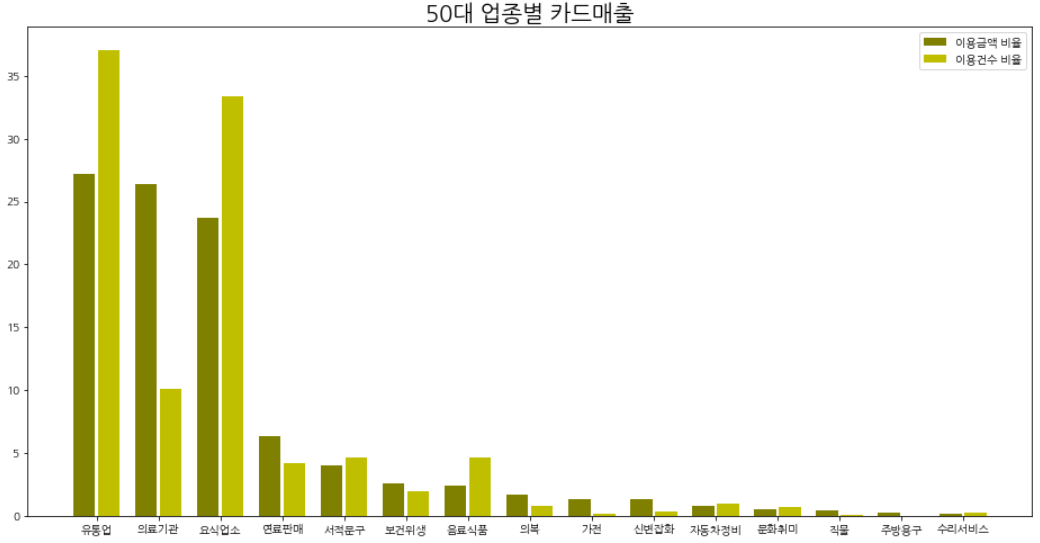 50대 업종별 카드매출
이용금액 비율
이용건수 비율
35
30
25
20
15
10
5
0
유통업 의료기관 요식업소 연료판매 서적문구 보건위생 음료식품 의복 가전 신변잡화 자동차정비 문화취미 직물 주방용구 수리서비스